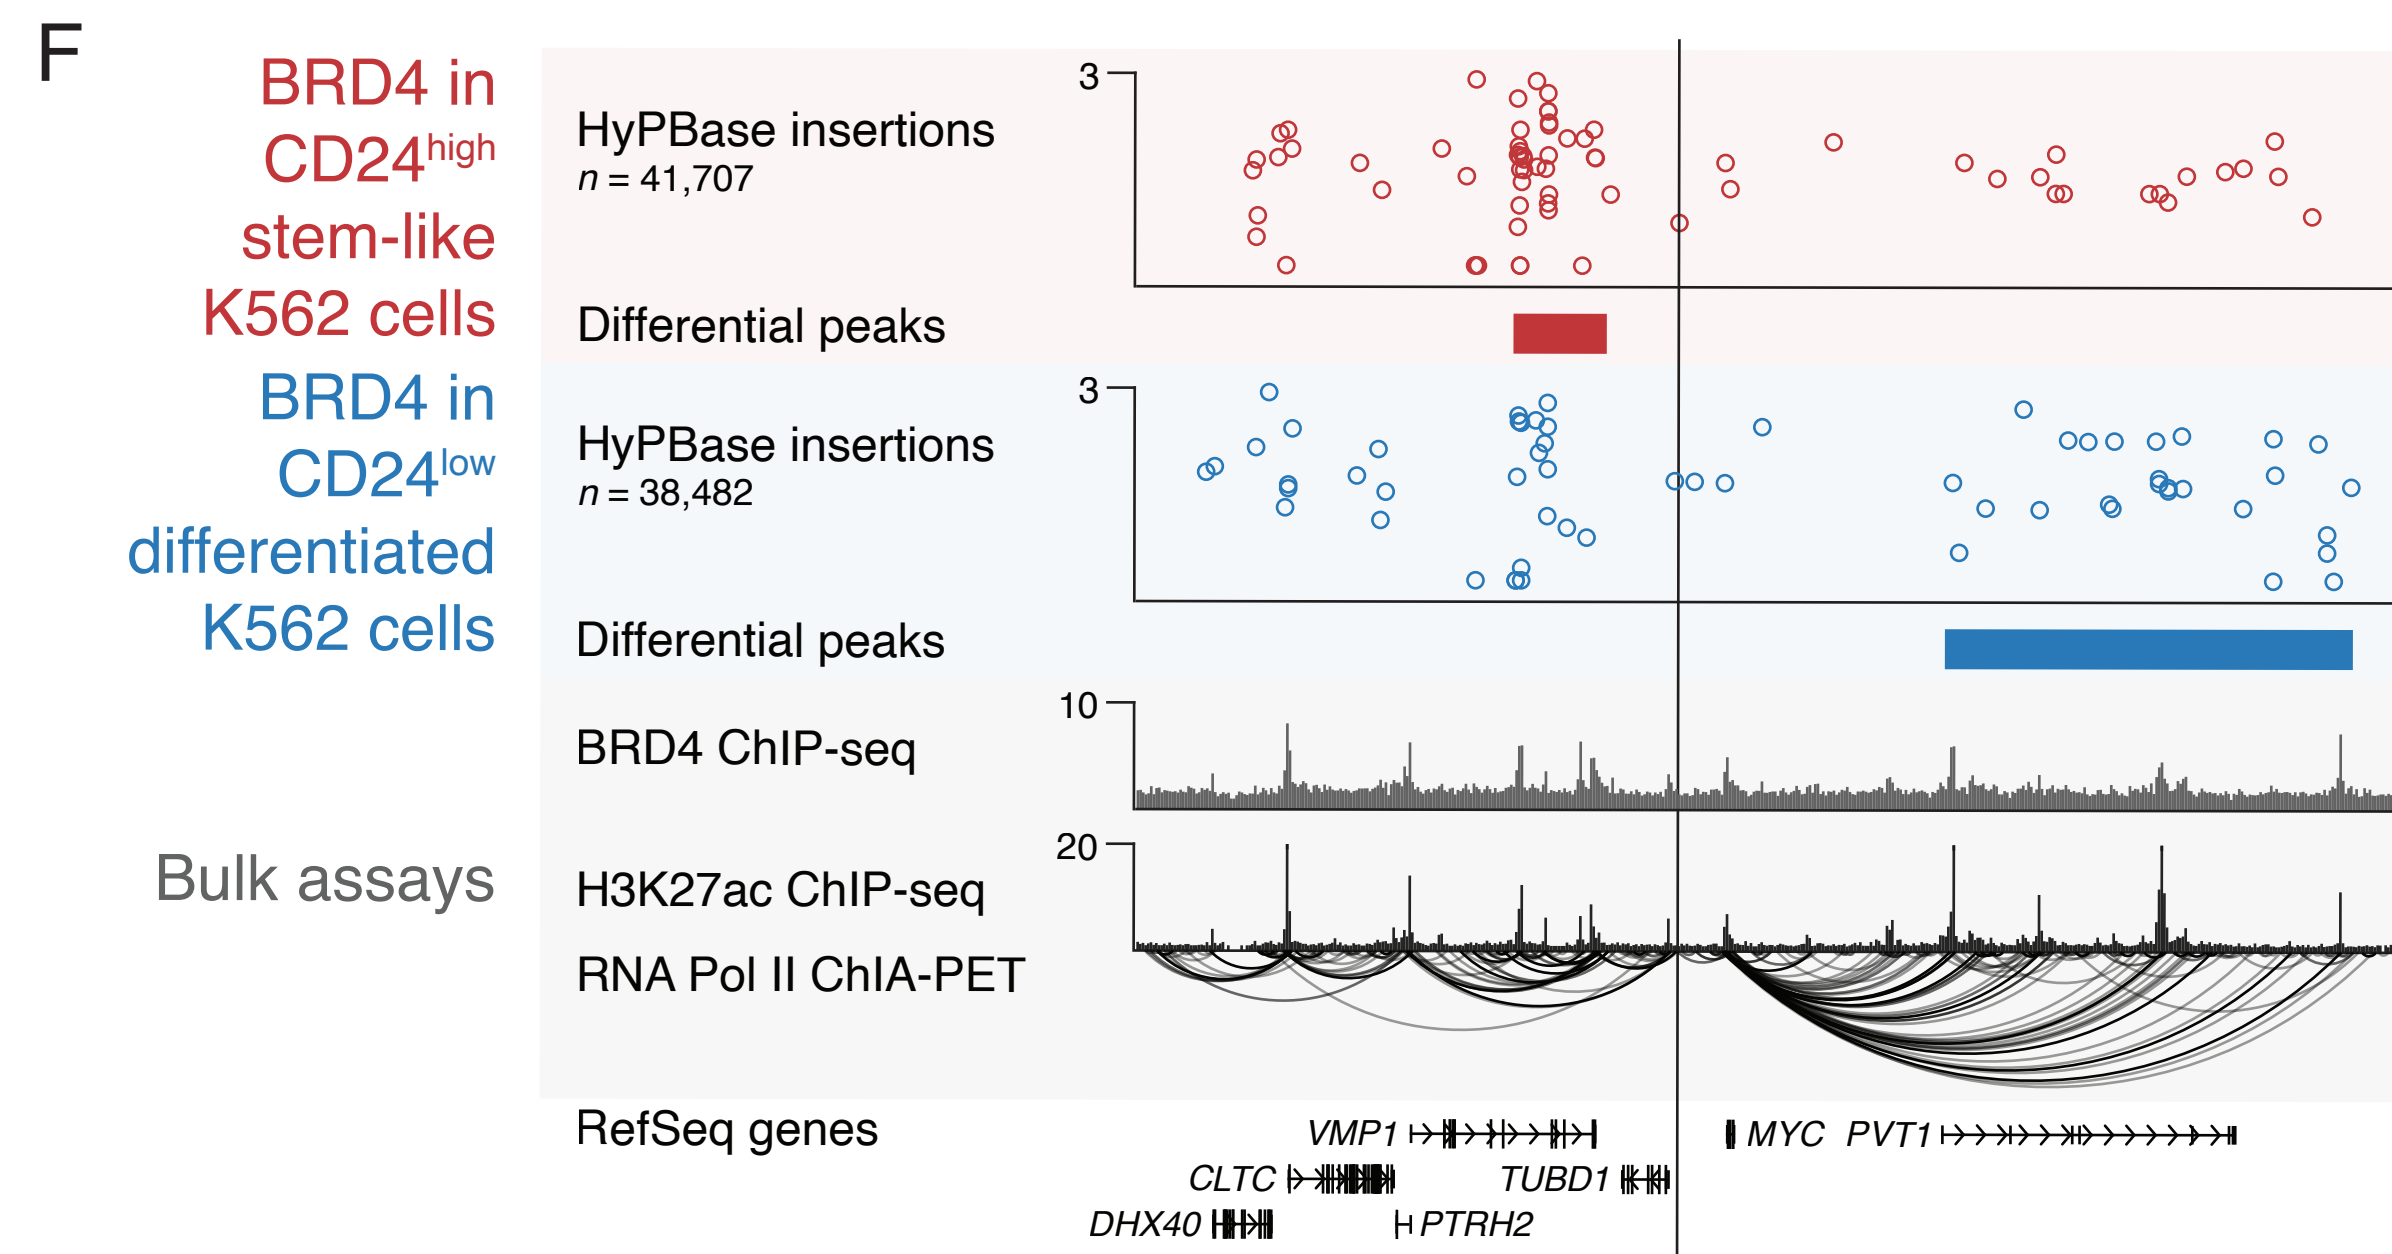 F
BRD4 in
CD24high
stem-like
K562 cells
HyPBase insertions
n = 41,707
3
Differential peaks
BRD4 in
CD24low
differentiated
K562 cells
HyPBase insertions
n = 38,482
3
Differential peaks
Bulk assays
BRD4 ChIP-seq
10
H3K27ac ChIP-seq
20
RNA Pol II ChIA-PET
RefSeq genes
VMP1
MYC PVT1
CLTC
TUBD1
DHX40
PTRH2